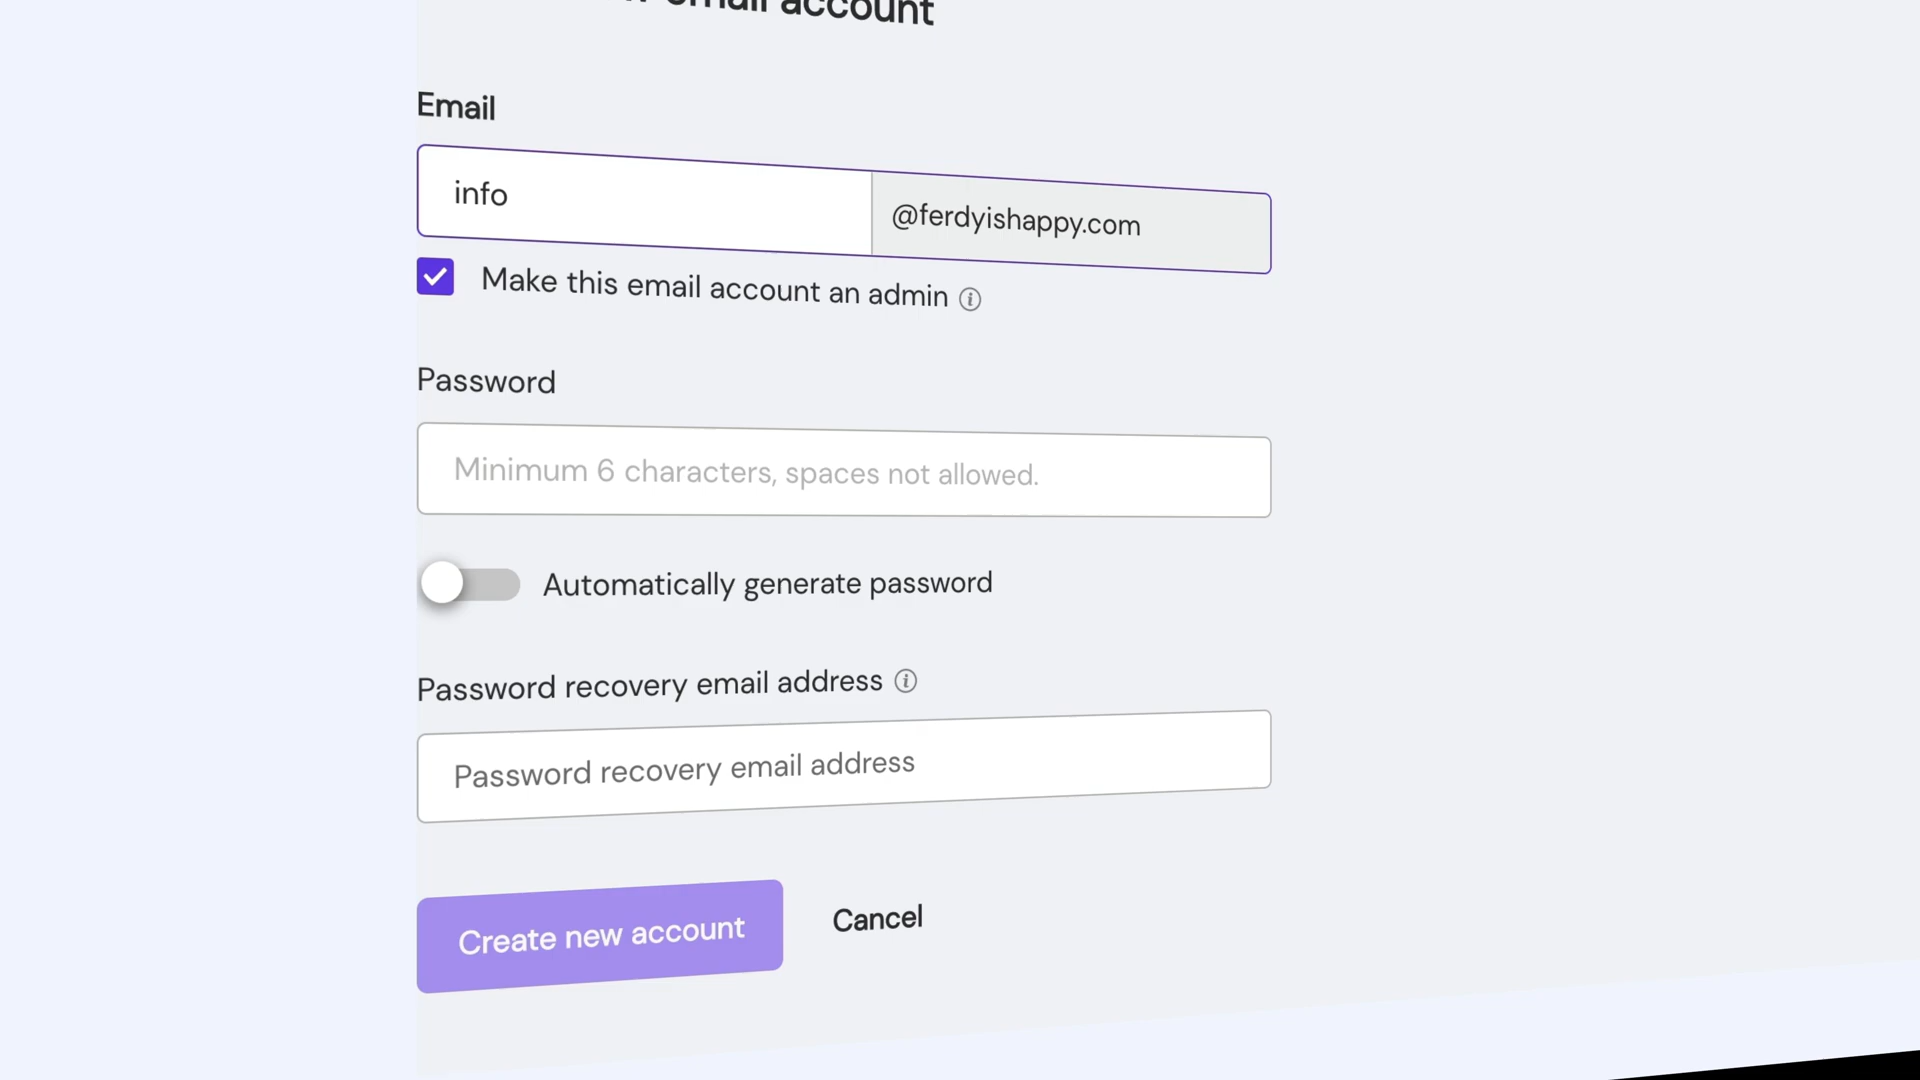 email account
Email
info @ferdyishappy.com
Make this email account an admin
Password
Minimum 6 characters, spaces not allowed.
Automatically generate password
Password recovery email address
Password recovery email address
Create new account Cancel